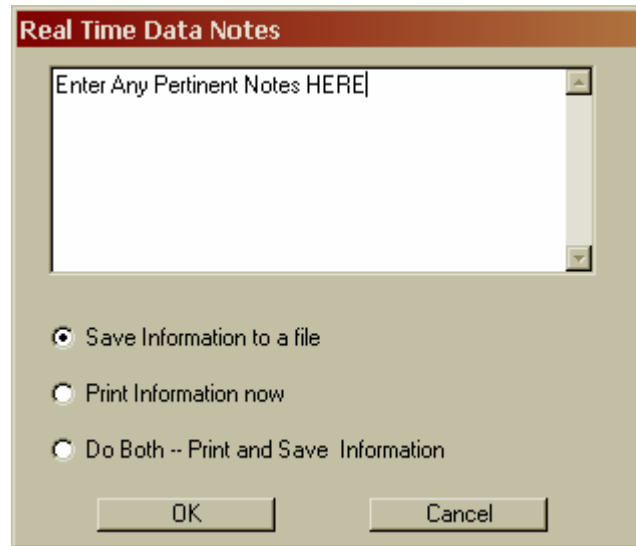 Real Time Data Notes
Enter Any Pertinent Notes HERE
Save Information to a file
Print Information now
Do Both -- Print and Save  Information
OK
Cancel